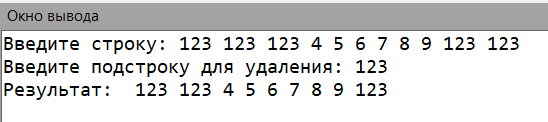 Окно вывода
Введите строку: 123 123 123 4 5 6 7 8 9 123 123
Введите подстроку для удаления: 123
Результат:  123 123 4 5 6 7 8 9 123